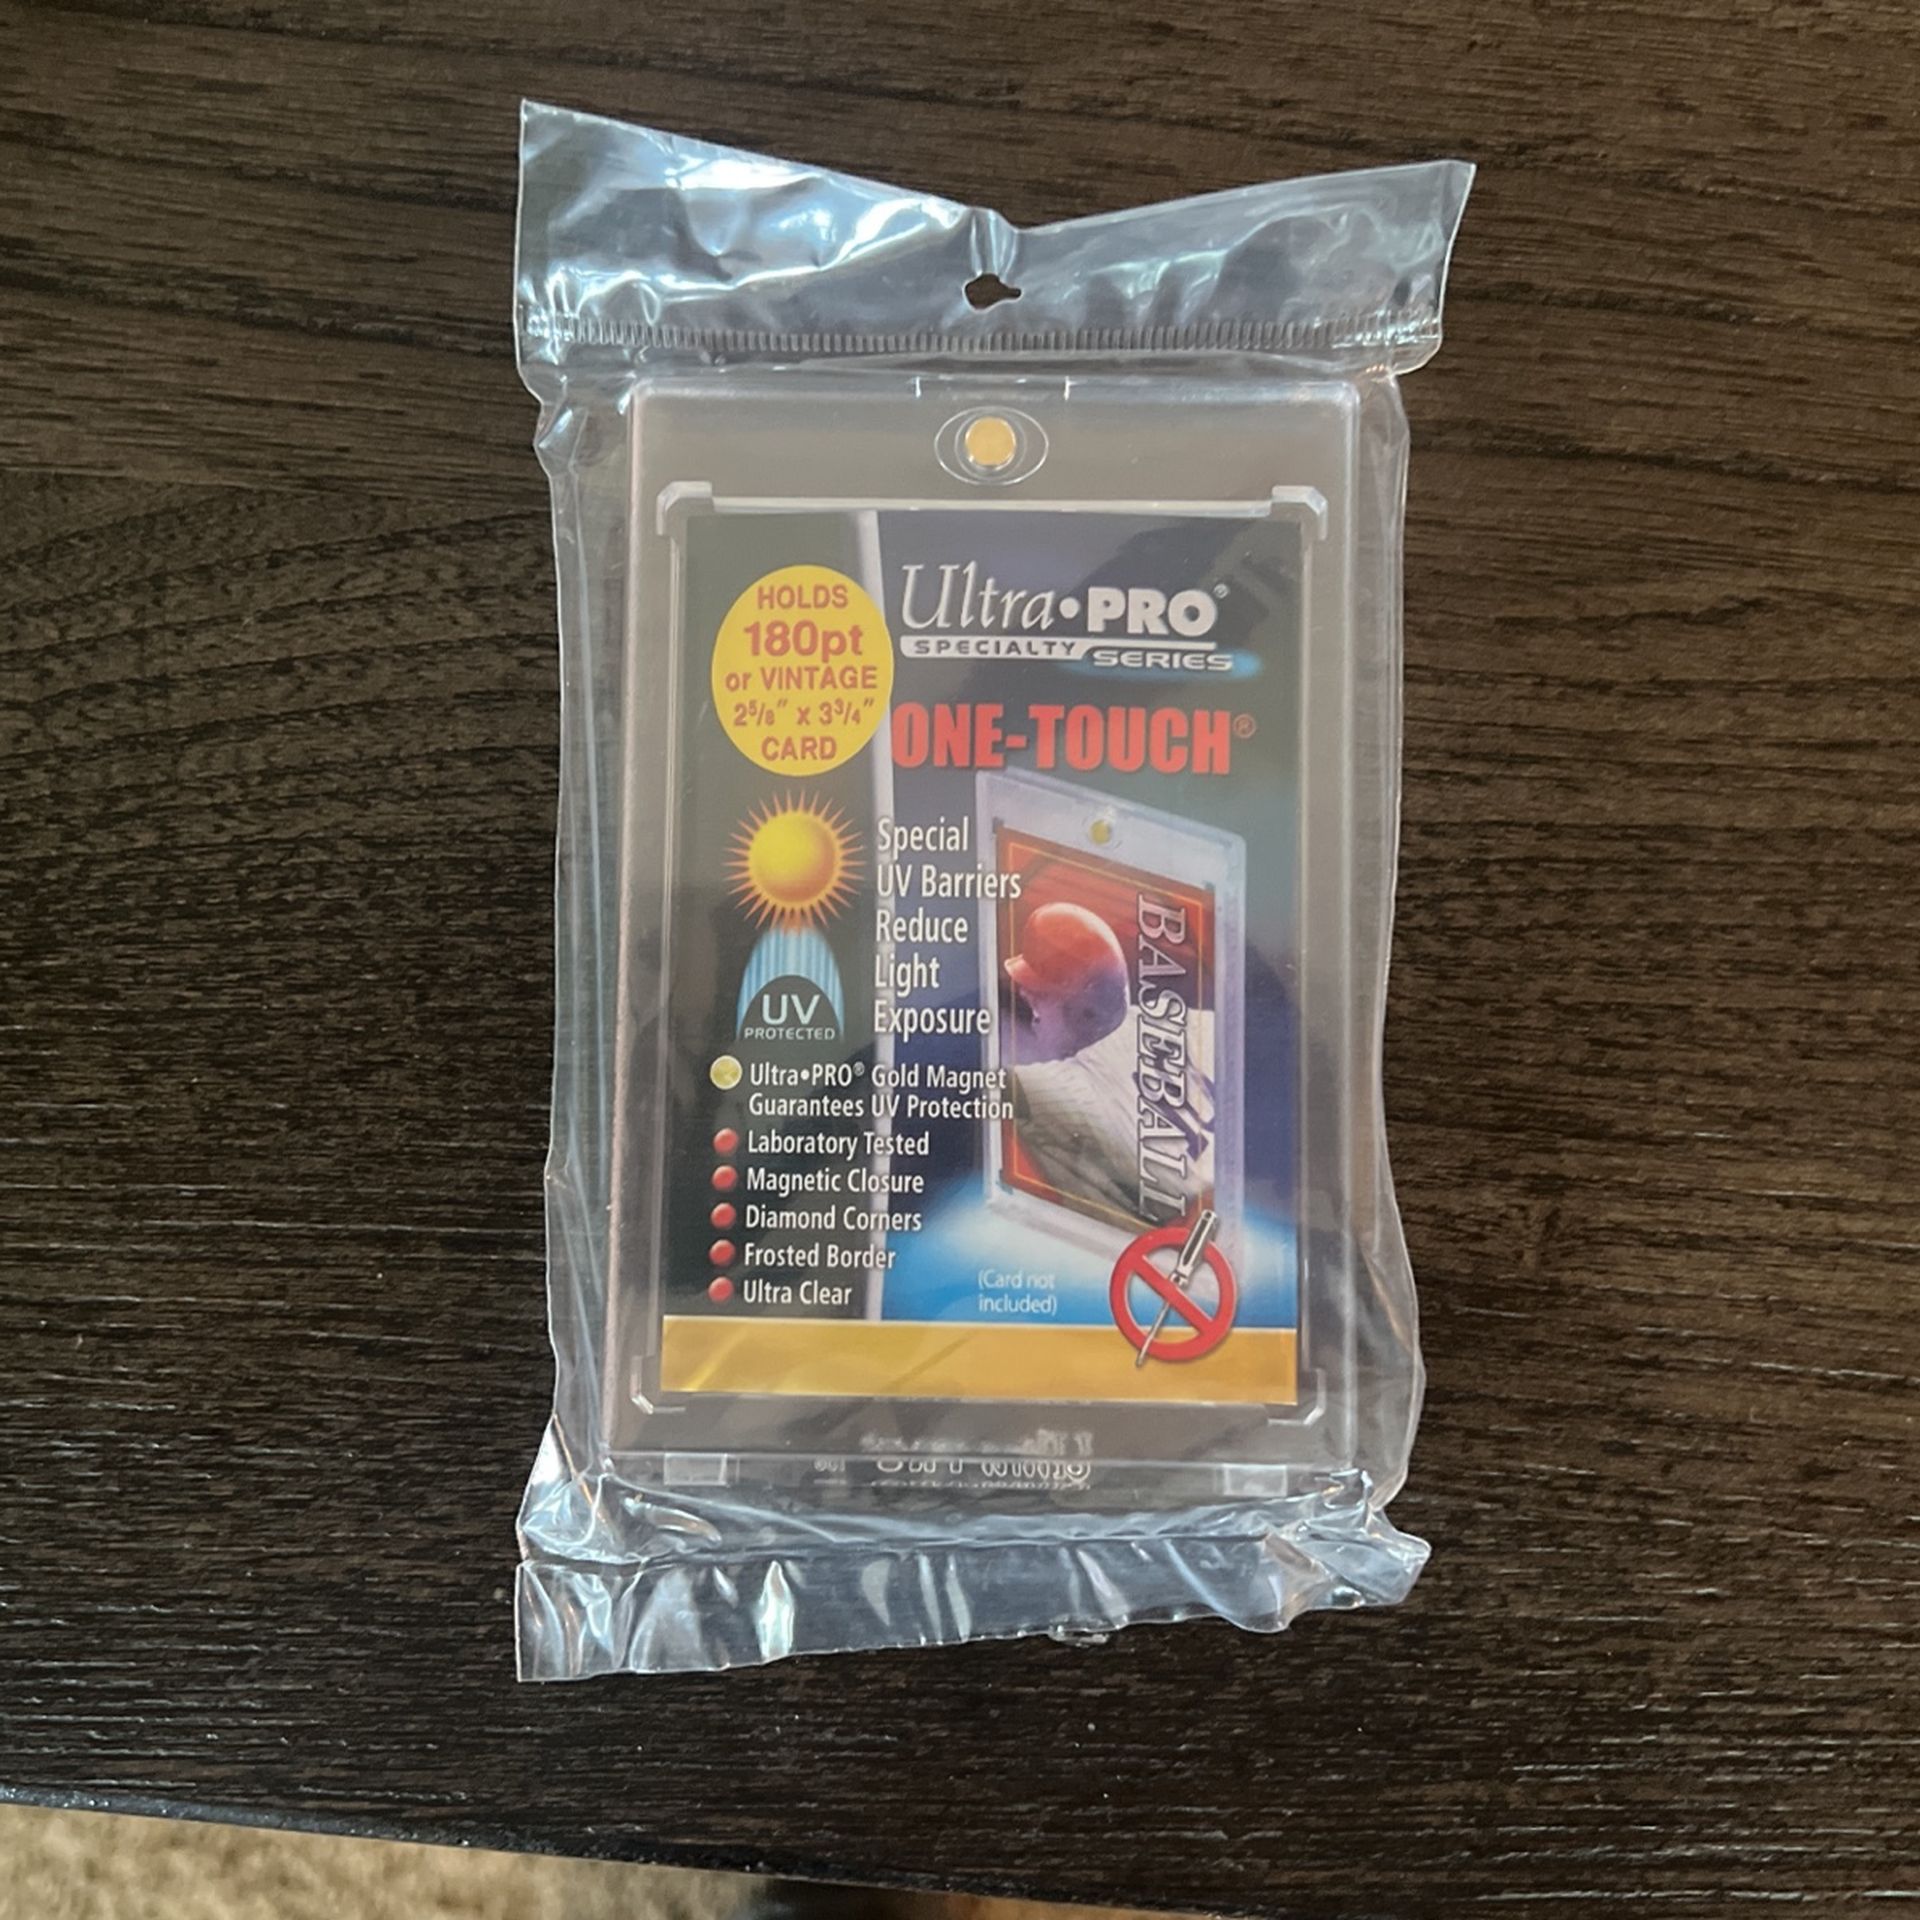 HOLDS
180pt
or VINTAGE
2⁵/₈" x 3³/₄"
CARD
Ultra•PRO®
SPECIALTY SERIES
ONE-TOUCH®
Special
UV Barriers
Reduce
Light
Exposure
UV
PROTECTED
BASEBALL
Ultra•PRO® Gold Magnet
Guarantees UV Protection
Laboratory Tested
Magnetic Closure
Diamond Corners
Frosted Border
Ultra Clear
(Card not
included)